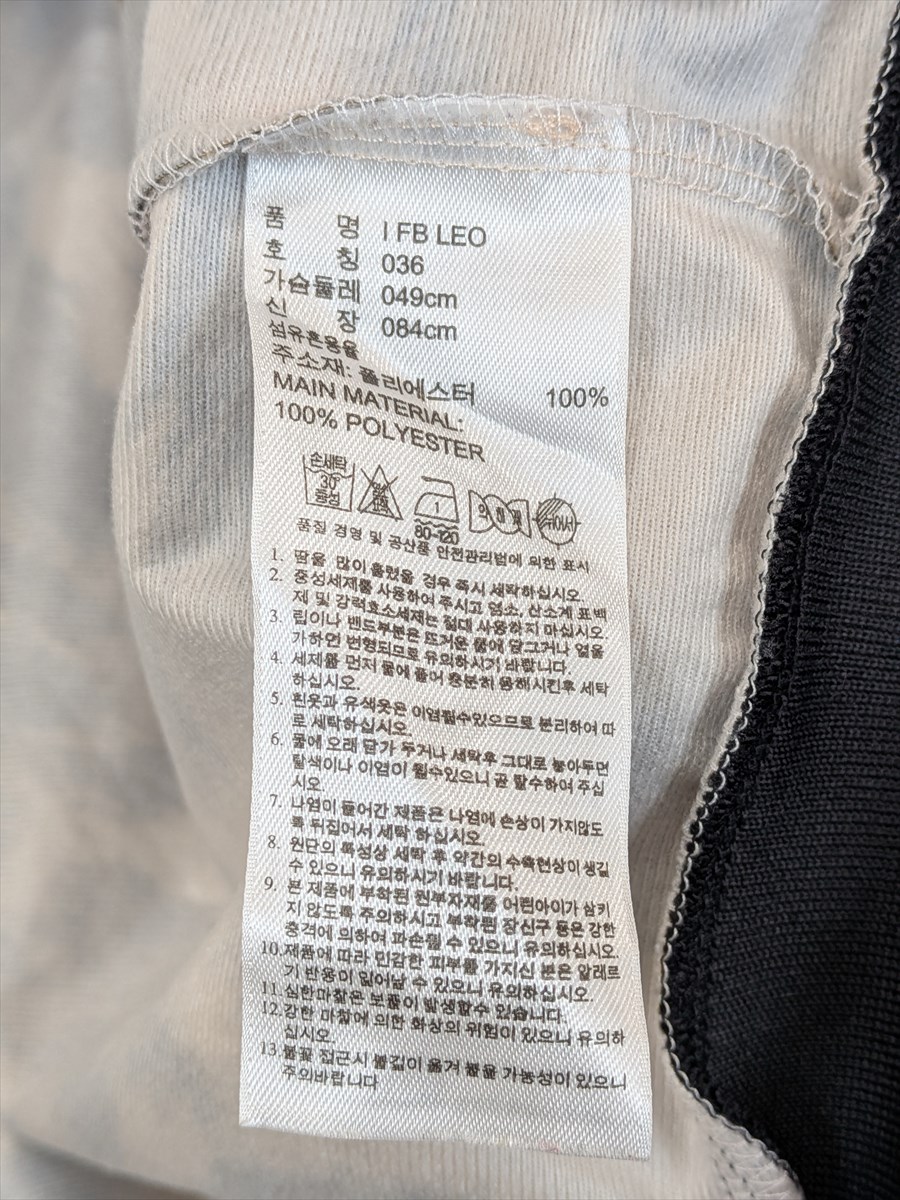 품 명 I FB LEO
호 칭 036
가슴둘레 049cm
신 장 084cm
섬유혼용율
주소재: 폴리에스터 100%
MAIN MATERIAL:
100% POLYESTER
손세탁
30°
중성
1
80-120
뉘어서
품질 경영 및 공산품 안전관리법에 의한 표시
1. 땀을 많이 흘렸을 경우 즉시 세탁하십시오.
2. 중성세제를 사용하여 주시고 염소, 산소계 표백
제 및 강력효소세제는 절대 사용하지 마십시오.
3. 립이나 밴드부분은 뜨거운 물에 담그거나 열을
가하면 변형되므로 유의하시기 바랍니다.
4. 세제를 먼저 물에 풀어 충분히 용해시킨후 세탁
하십시오.
5. 흰옷과 유색옷은 이염될수있으므로 분리하여 따
로 세탁하십시오.
6. 물에 오래 담가 두거나 세탁후 그대로 놓아두면
탈색이나 이염이 될수있으니 곧 탈수하여 주십
시오.
7. 나염이 들어간 제품은 나염에 손상이 가지않도
록 뒤집어서 세탁 하십시오.
8. 원단의 특성상 세탁 후 약간의 수축현상이 생길
수 있으니 유의하시기 바랍니다.
9. 본 제품에 부착된 원부자재를 어린아이가 삼키
지 않도록 주의하시고 부착된 장신구 등은 강한
충격에 의하여 파손될 수 있으니 유의하십시오.
10.제품에 따라 민감한 피부를 가지신 분은 알레르
기 반응이 일어날 수 있으니 유의하십시오.
11 심한마찰은 보풀이 발생할수 있습니다.
12.강한 마찰에 의한 화상의 위험이 있으니 유의하
십시오.
13.불꽃 접근시 불길이 옮겨 붙을 가능성이 있으니
주의바랍니다